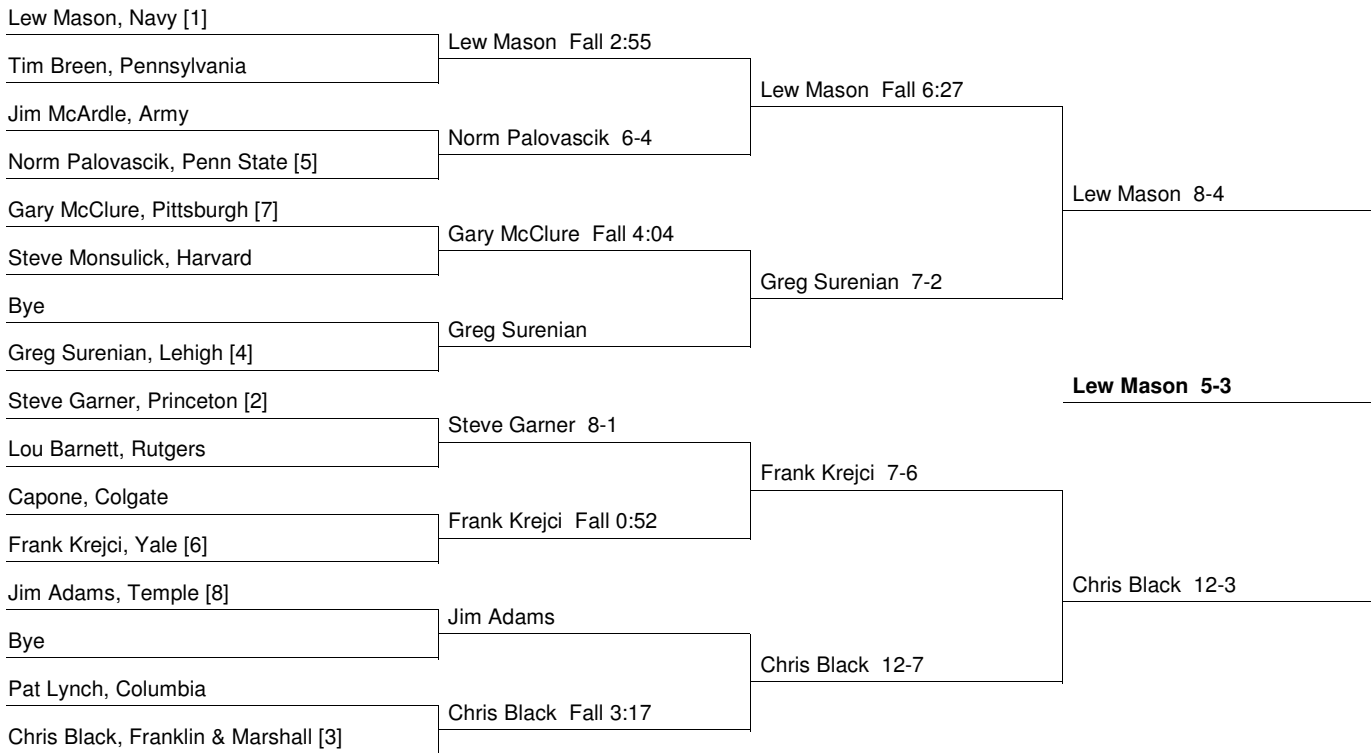 Lew Mason, Navy [1]
Lew Mason  Fall 2:55
Tim Breen, Pennsylvania
Lew Mason  Fall 6:27
Jim McArdle, Army
Norm Palovascik  6-4
Norm Palovascik, Penn State [5]
Lew Mason  8-4
Gary McClure, Pittsburgh [7]
Gary McClure  Fall 4:04
Steve Monsulick, Harvard
Greg Surenian  7-2
Bye
Greg Surenian
Greg Surenian, Lehigh [4]
Lew Mason  5-3
Steve Garner, Princeton [2]
Steve Garner  8-1
Lou Barnett, Rutgers
Frank Krejci  7-6
Capone, Colgate
Frank Krejci  Fall 0:52
Frank Krejci, Yale [6]
Chris Black  12-3
Jim Adams, Temple [8]
Jim Adams
Bye
Chris Black  12-7
Pat Lynch, Columbia
Chris Black  Fall 3:17
Chris Black, Franklin & Marshall [3]